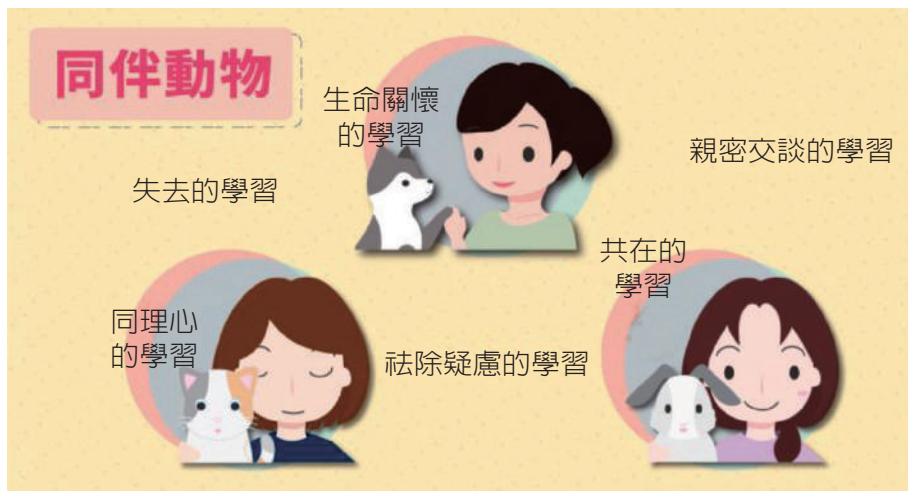 同伴動物
生命關懷
的學習
親密交談的學習
失去的學習
共在的
學習
同理心
的學習
祛除疑慮的學習